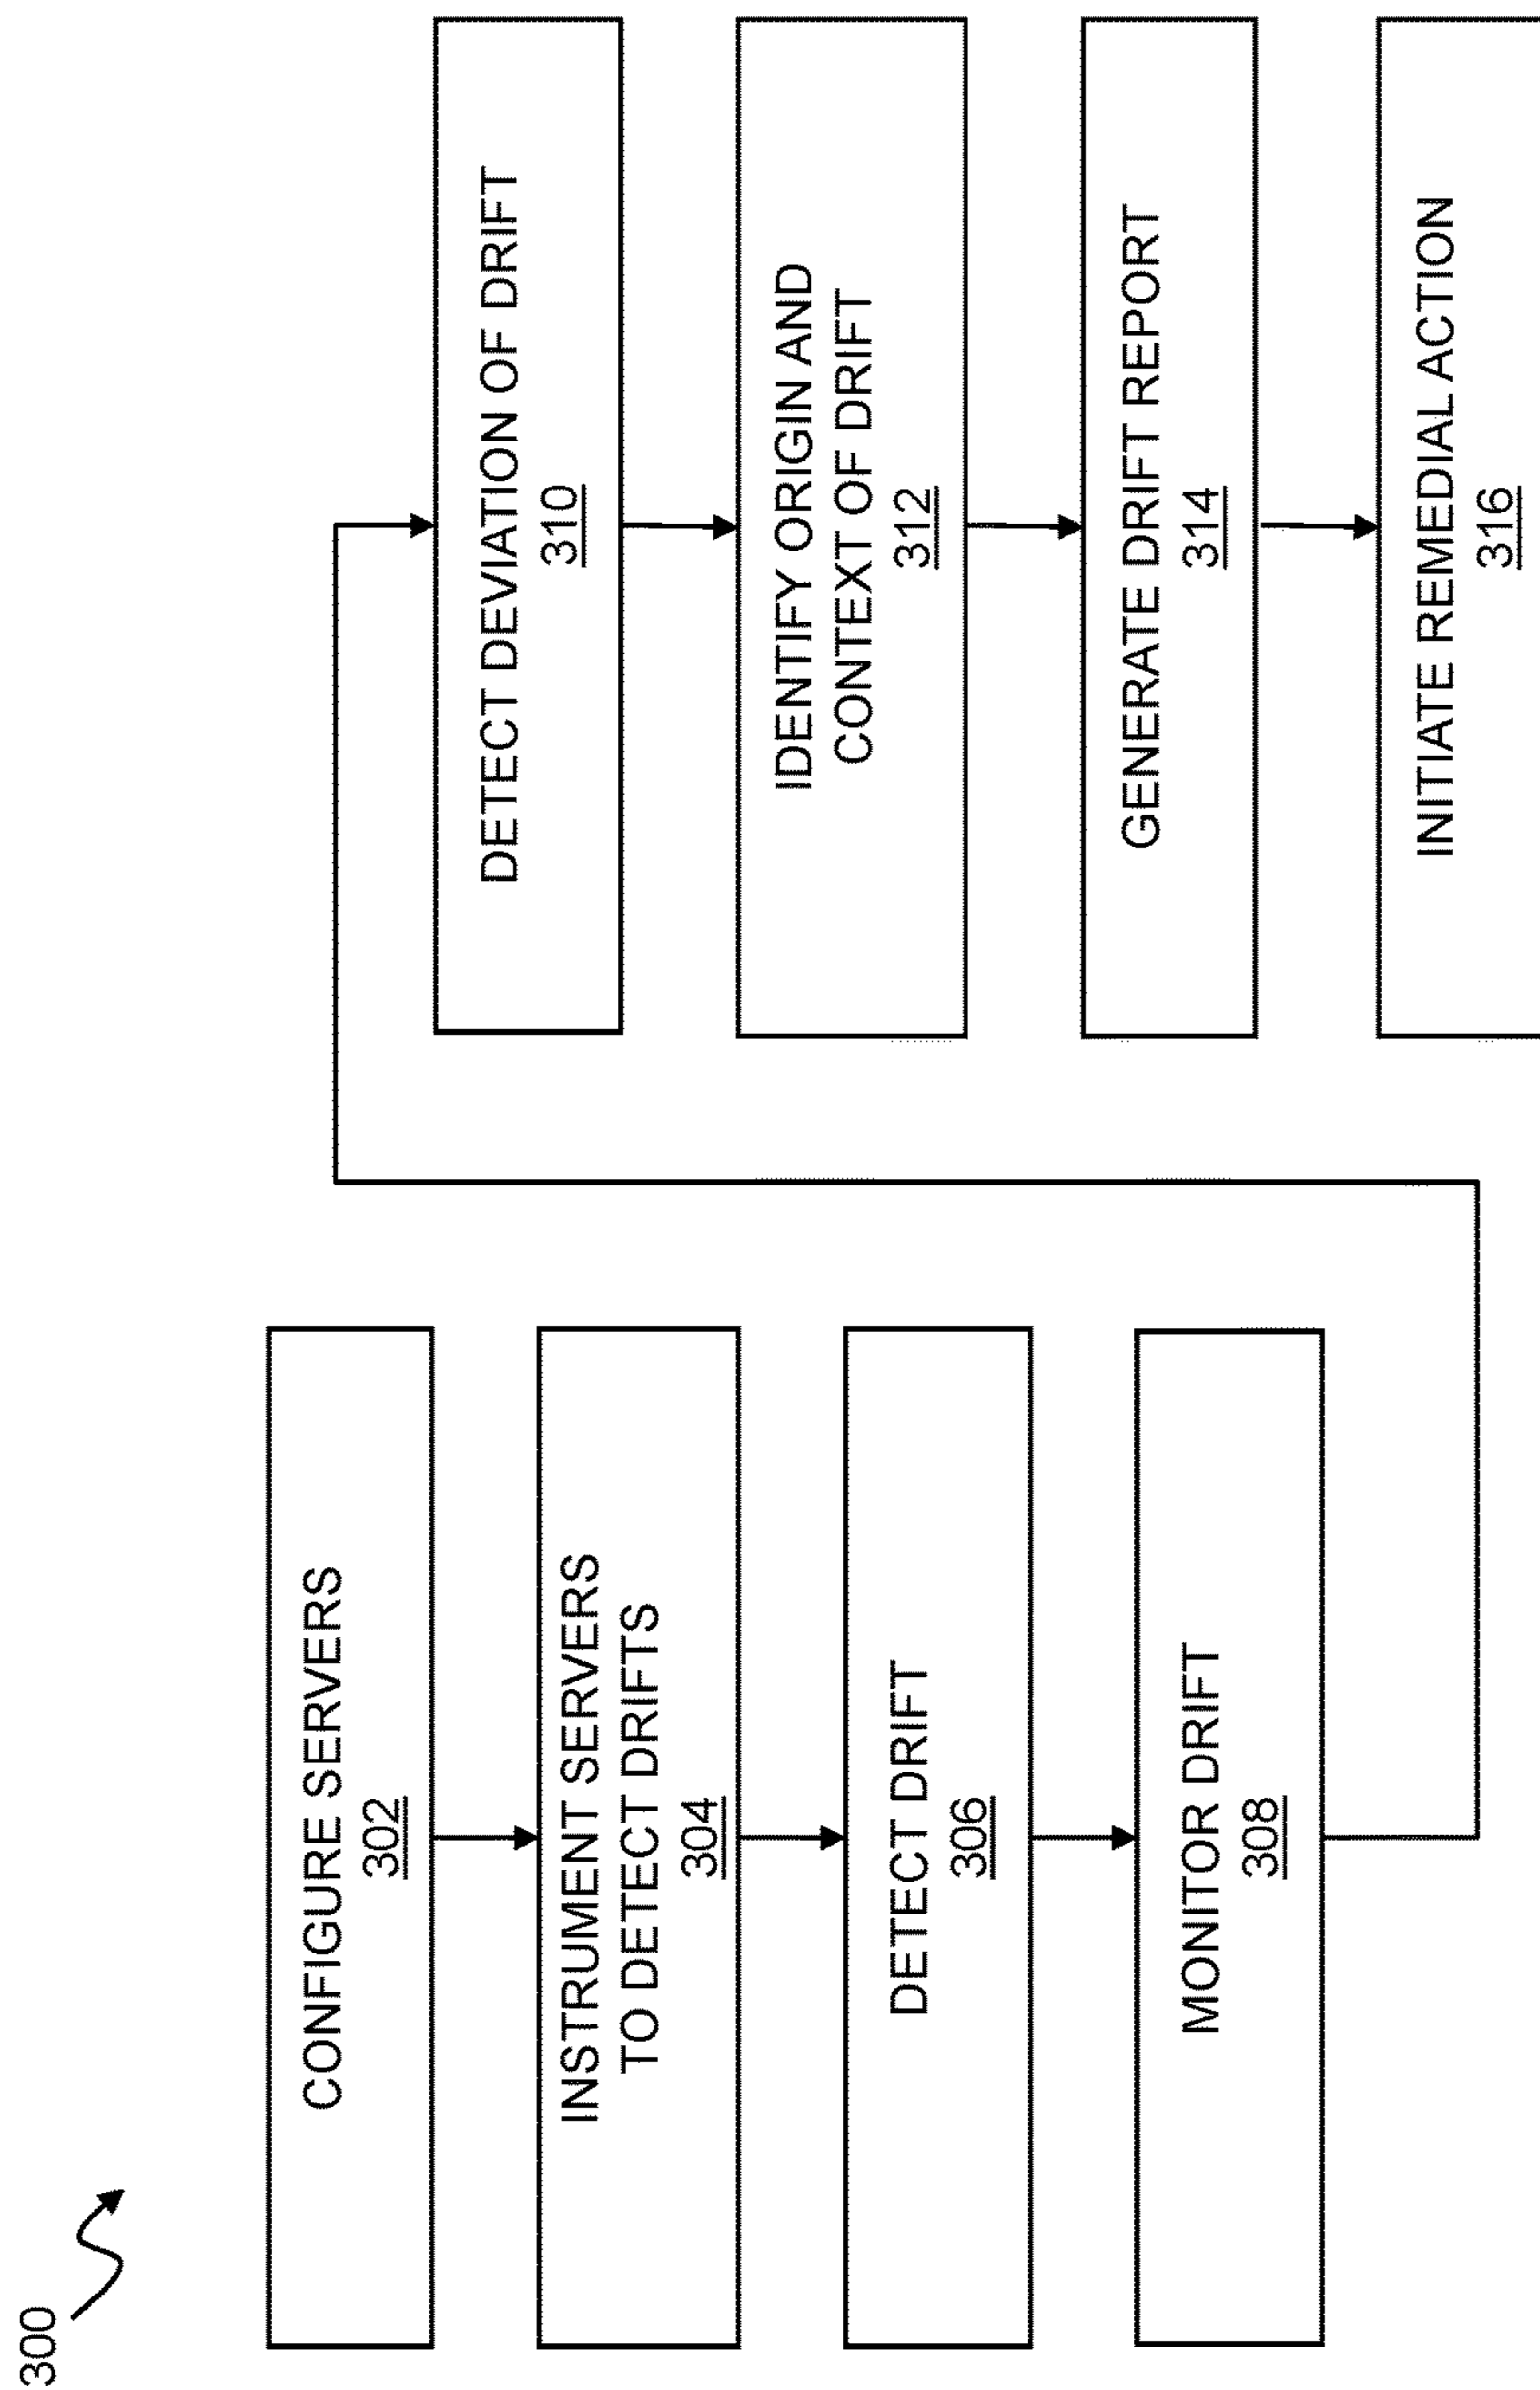 300
CONFIGURE SERVERS
302
INSTRUMENT SERVERS
TO DETECT DRIFTS
304
DETECT DRIFT
306
MONITOR DRIFT
308
DETECT DEVIATION OF DRIFT
310
IDENTIFY ORIGIN AND
CONTEXT OF DRIFT
312
GENERATE DRIFT REPORT
314
INITIATE REMEDIAL ACTION
316